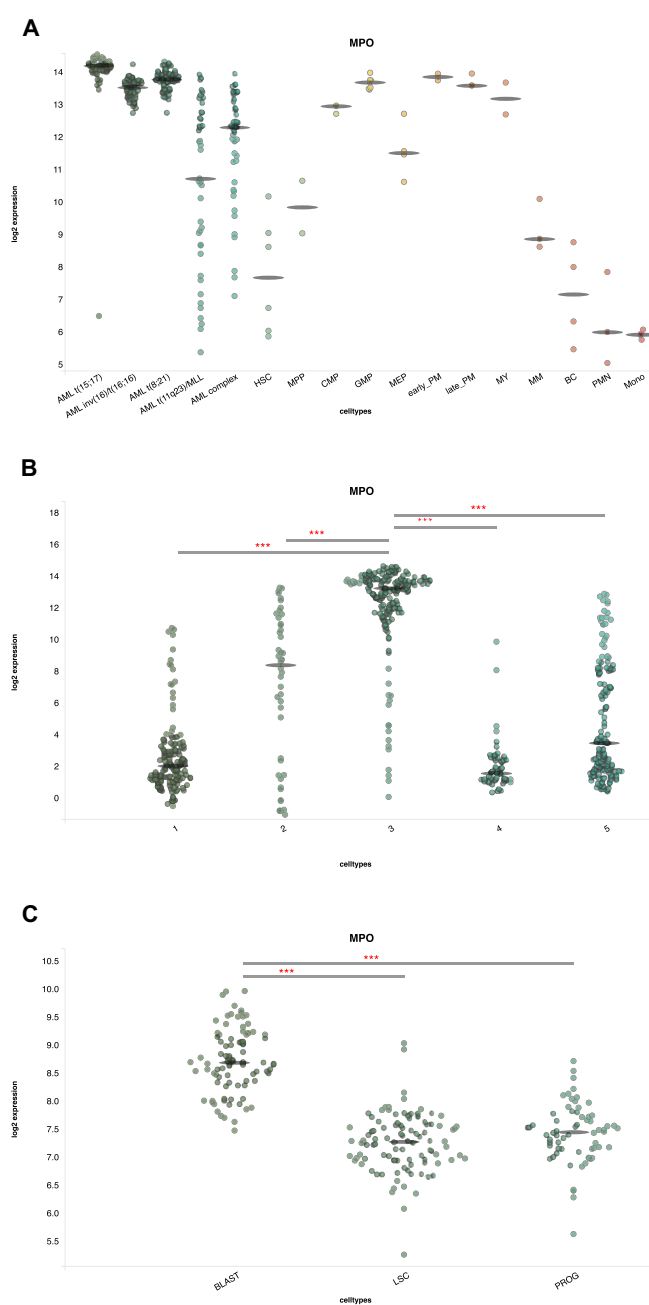 A
MPO
14
13
12
11
10
9
8
7
6
5
log2 expression
AML t(15;17)
AML inv(16)/t(16;16)
AML t(8;21)
AML t(11q23)/MLL
AML complex
HSC
MPP
CMP
GMP
MEP
early_PM
late_PM
MY
MM
BC
PMN
Mono
celltypes
B
MPO
18
16
14
12
10
8
6
4
2
0
log2 expression
***
***
***
***
1
2
3
4
5
celltypes
C
MPO
10.5
10.0
9.5
9.0
8.5
8.0
7.5
7.0
6.5
6.0
5.5
log2 expression
***
***
BLAST
LSC
PROG
celltypes